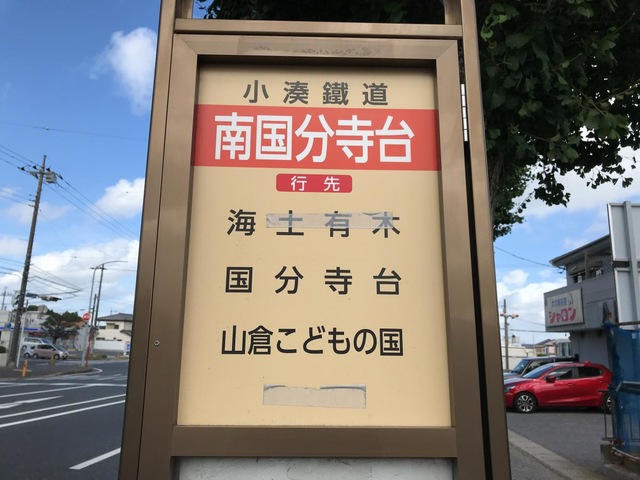 小湊鐵道
南国分寺台
行先
海士有木
国分寺台
山倉こどもの国
シャロン